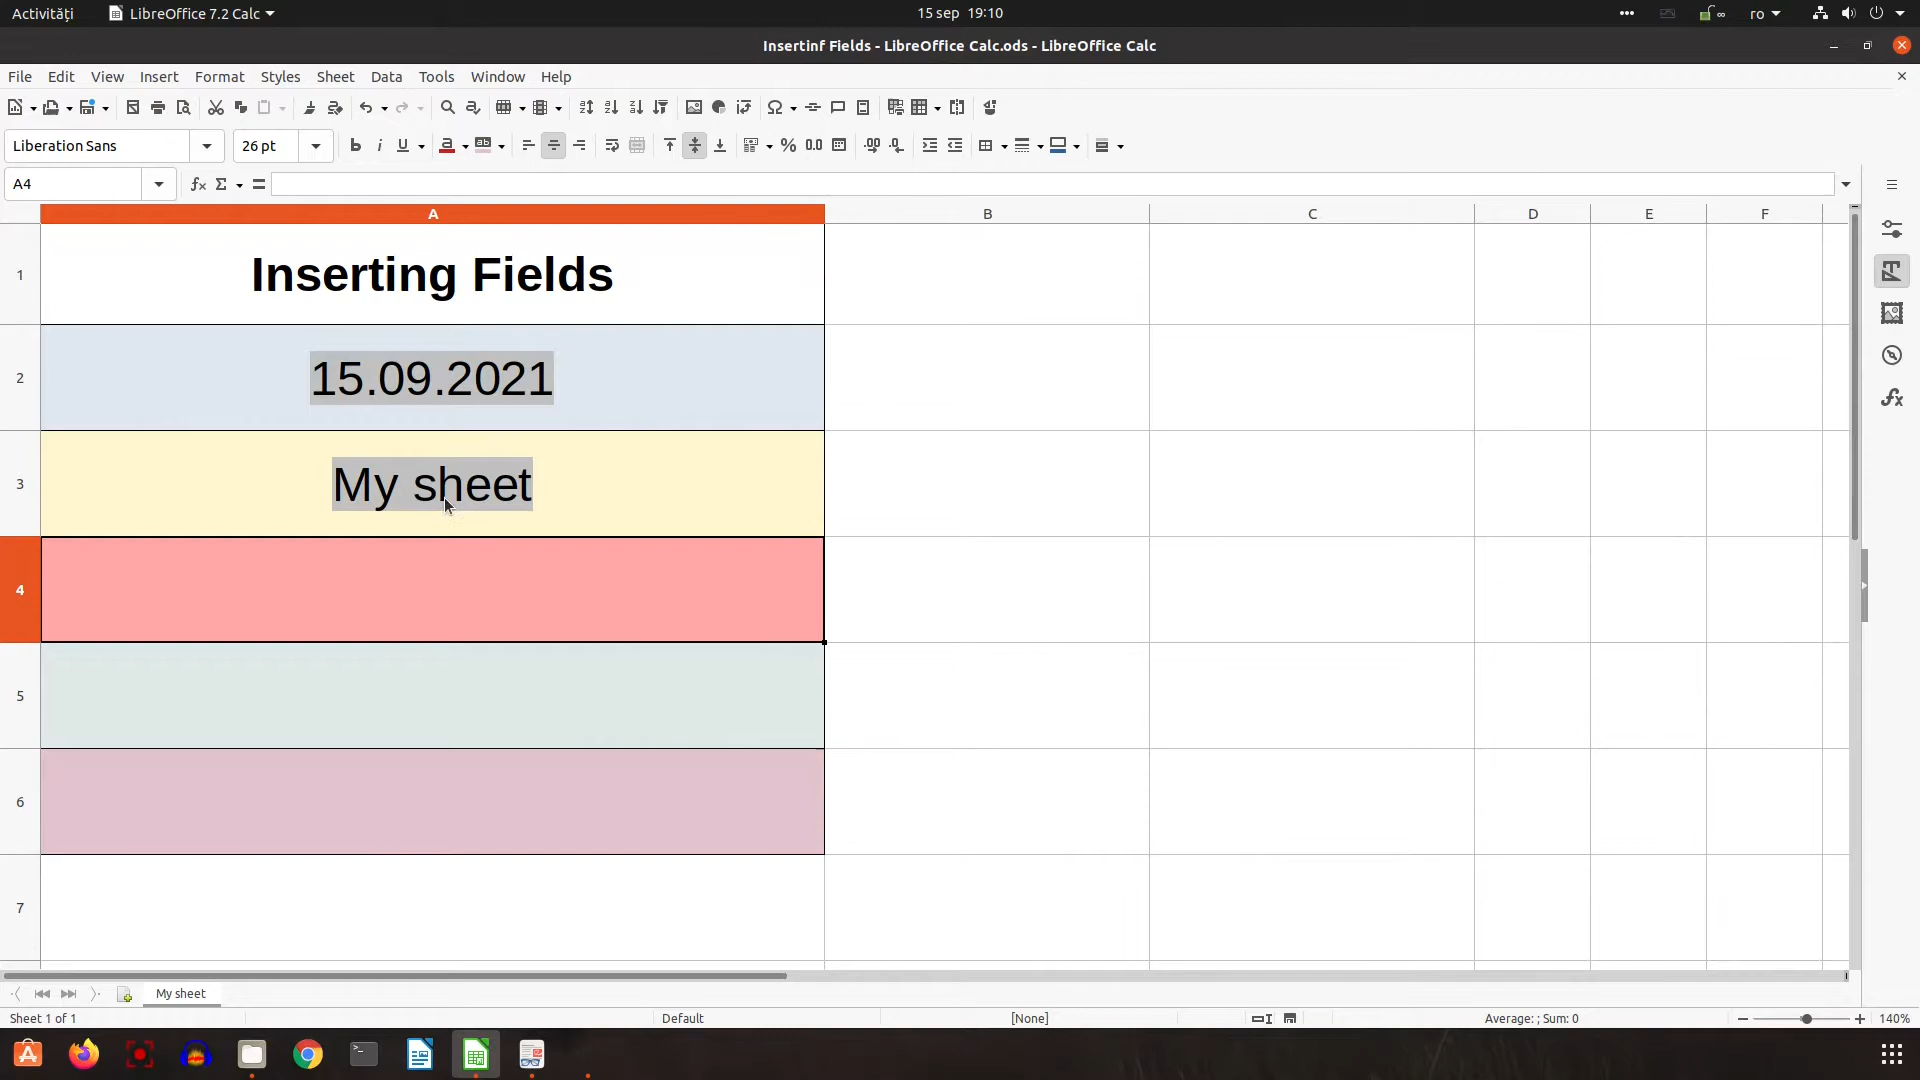 Activități LibreOffice 7.2 Calc 15 sep 19:10 ro
Insertinf Fields - LibreOffice Calc.ods - LibreOffice Calc
File Edit View Insert Format Styles Sheet Data Tools Window Help
Liberation Sans 26 pt
A4
A B C D E F
1 Inserting Fields
2 15.09.2021
3 My sheet
4
5
6
7
My sheet
Sheet 1 of 1 Default [None] Average: ; Sum: 0 140%